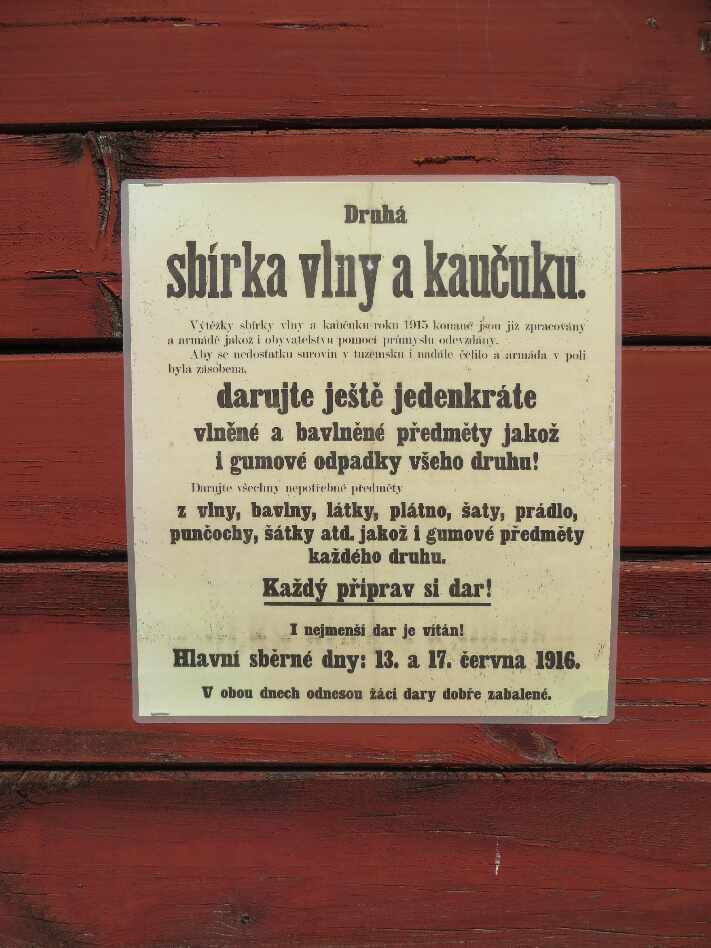 Druhá
sbírka vlny a kaučuku.
Výtěžky sbírky vlny a kaučuku roku 1915 konané jsou již zpracovány
a armádě jakož i obyvatelstvu pomocí průmyslu odevzdány.
Aby se nedostatku surovin v tuzemsku i nadále čelilo a armáda v poli
byla zásobena,
darujte ještě jedenkráte
vlněné a bavlněné předměty jakož
i gumové odpadky všeho druhu!
Darujte všechny nepotřebné předměty
z vlny, bavlny, látky, plátno, šaty, prádlo,
punčochy, šátky atd. jakož i gumové předměty
každého druhu.
Každý připrav si dar!
I nejmenší dar je vítán!
Hlavní sběrné dny: 13. a 17. června 1916.
V obou dnech odnesou žáci dary dobře zabalené.